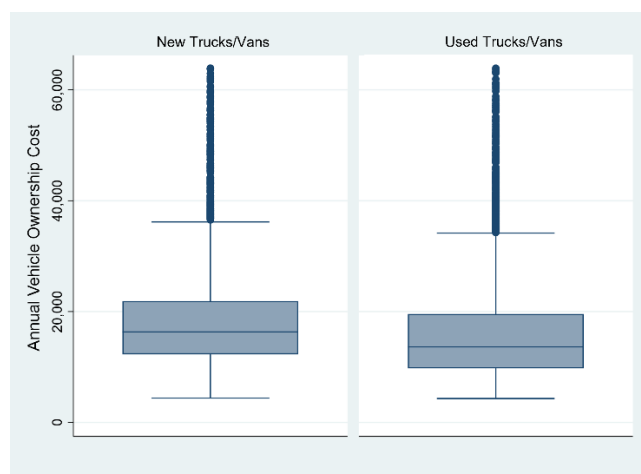 New Trucks/Vans
Used Trucks/Vans
Annual Vehicle Ownership Cost
60,000
40,000
20,000
0